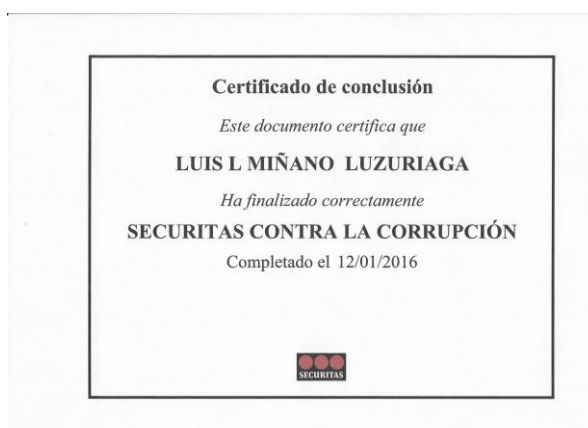 Certificado de conclusión
Este documento certifica que
LUIS L MIÑANO LUZURIAGA
Ha finalizado correctamente
SECURITAS CONTRA LA CORRUPCIÓN
Completado el 12/01/2016
SECURITAS